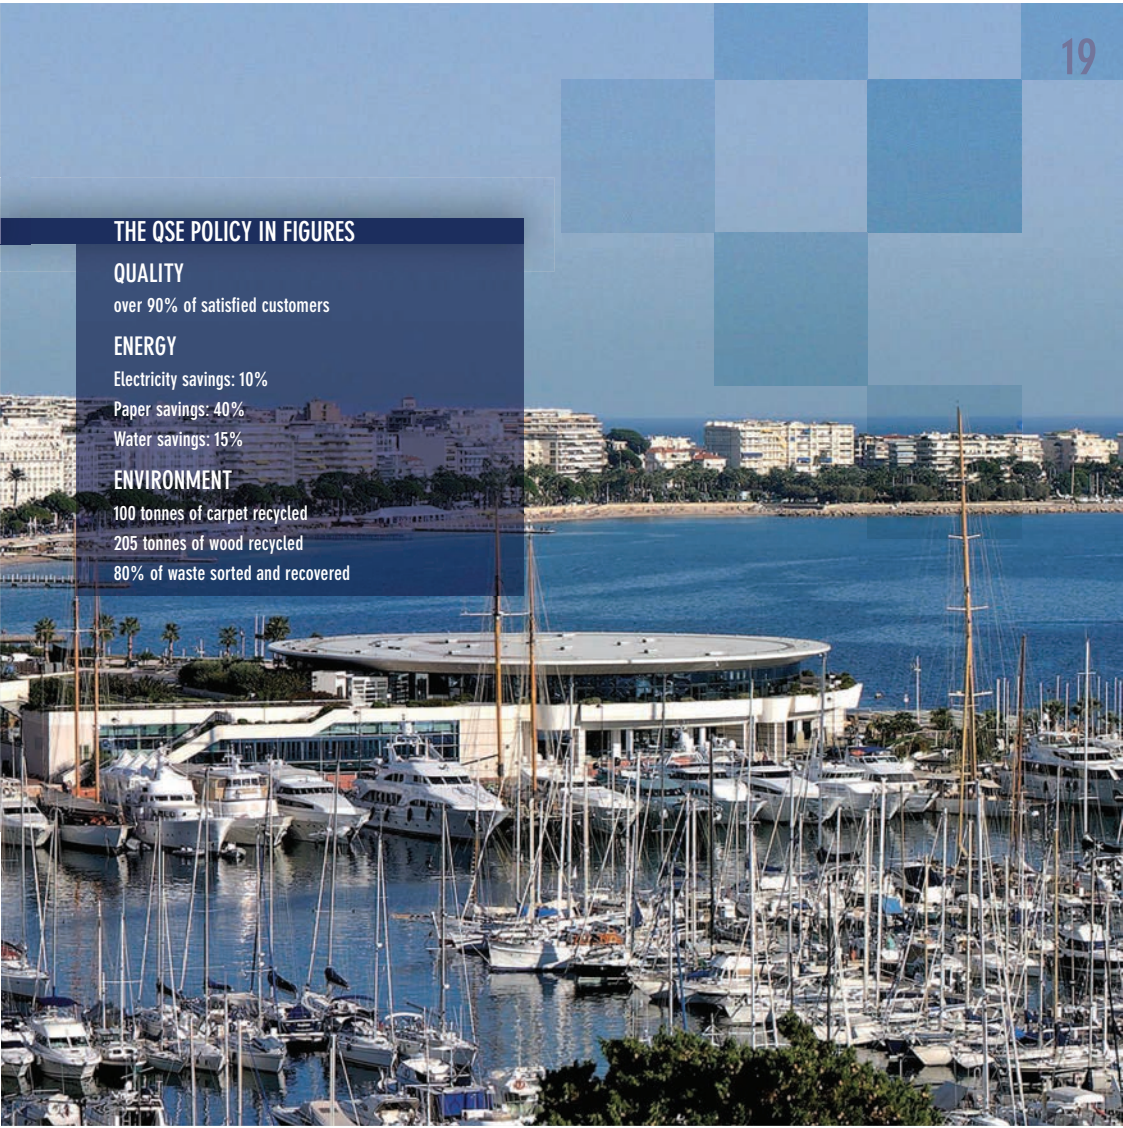 19
THE QSE POLICY IN FIGURES
QUALITY
over 90% of satisfied customers
ENERGY
Electricity savings: 10%
Paper savings: 40%
Water savings: 15%
ENVIRONMENT
100 tonnes of carpet recycled
205 tonnes of wood recycled
80% of waste sorted and recovered